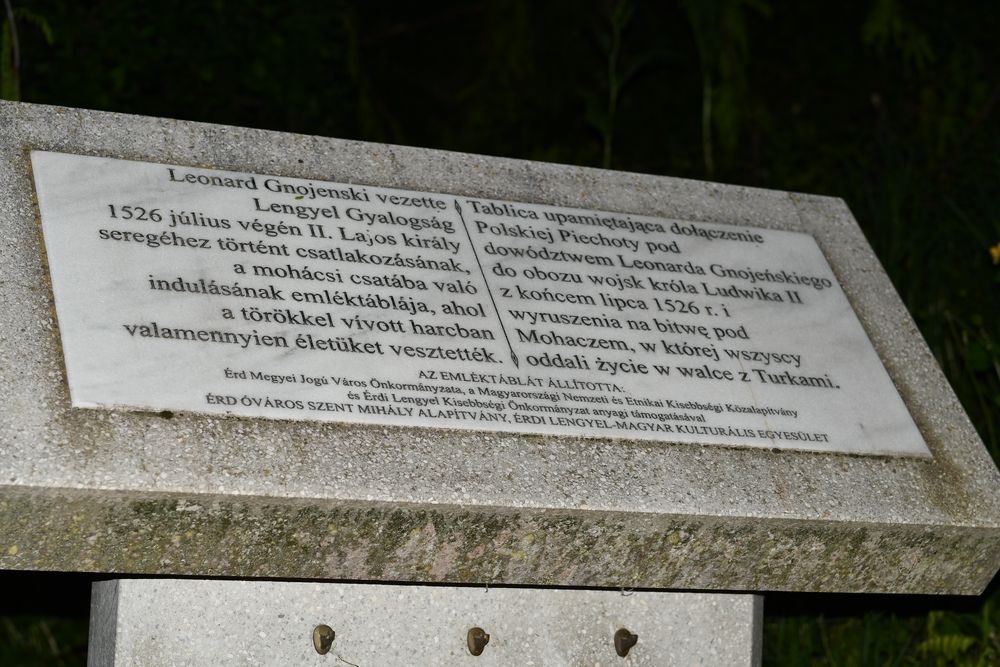 Leonard Gnojenski vezette
Lengyel Gyalogság
1526 július végén II. Lajos király
seregéhez történt csatlakozásának,
a mohácsi csatába való
indulásának emléktáblája, ahol
a törökkel vívott harcban
valamennyien életüket vesztették.
Tablica upamiętająca dołączenie
Polskiej Piechoty pod
dowództwem Leonarda Gnojeńskiego
do obozu wojsk króla Ludwika II
z końcem lipca 1526 r. i
wyruszenia na bitwę pod
Mohaczem, w której wszyscy
oddali życie w walce z Turkami.
AZ EMLÉKTÁBLÁT ÁLLÍTOTTA:
Érd Megyei Jogú Város Önkormányzata, a Magyarországi Nemzeti és Etnikai Kisebbségi Közalapítvány
és Érdi Lengyel Kisebbségi Önkormányzat anyagi támogatásával
ÉRD ÓVÁROS SZENT MIHÁLY ALAPÍTVÁNY, ÉRDI LENGYEL-MAGYAR KULTURÁLIS EGYESÜLET